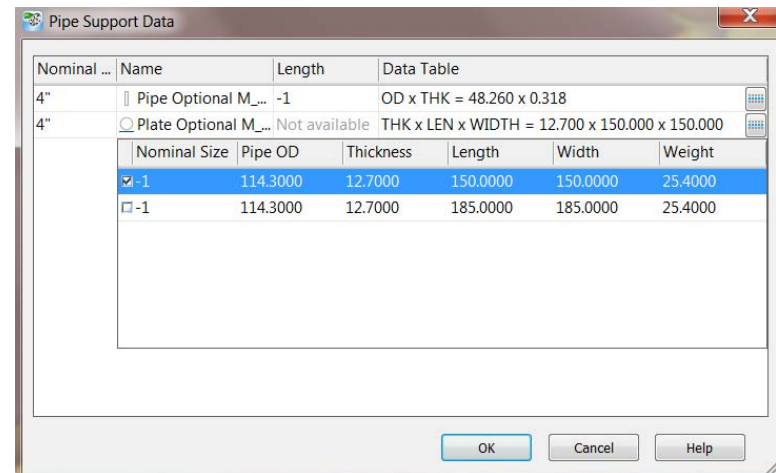 Pipe Support Data
Nominal ... Name Length Data Table
4" Pipe Optional M_... -1 OD x THK = 48.260 x 0.318
4" Plate Optional M_... Not available THK x LEN x WIDTH = 12.700 x 150.000 x 150.000
Nominal Size Pipe OD Thickness Length Width Weight
-1 114.3000 12.7000 150.0000 150.0000 25.4000
-1 114.3000 12.7000 185.0000 185.0000 25.4000
OK Cancel Help